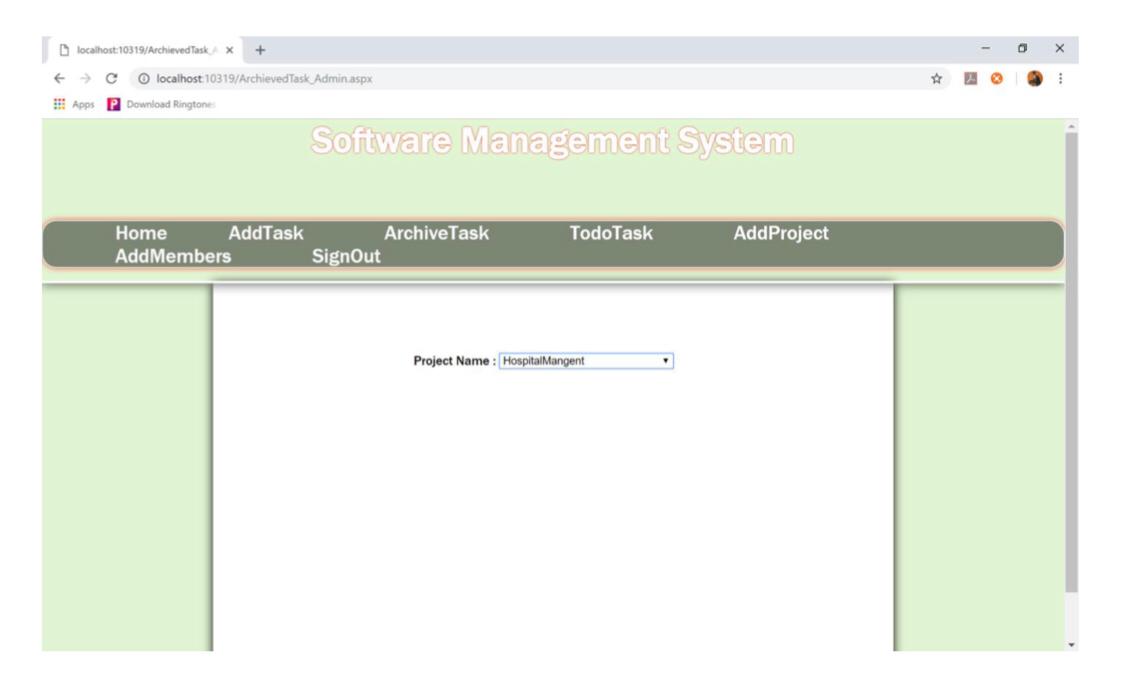 localhost:10319/ArchievedTask_A
localhost:10319/ArchievedTask_Admin.aspx
Apps Download Ringtones
Software Management System
Home AddTask ArchiveTask TodoTask AddProject
AddMembers SignOut
Project Name : HospitalMangent